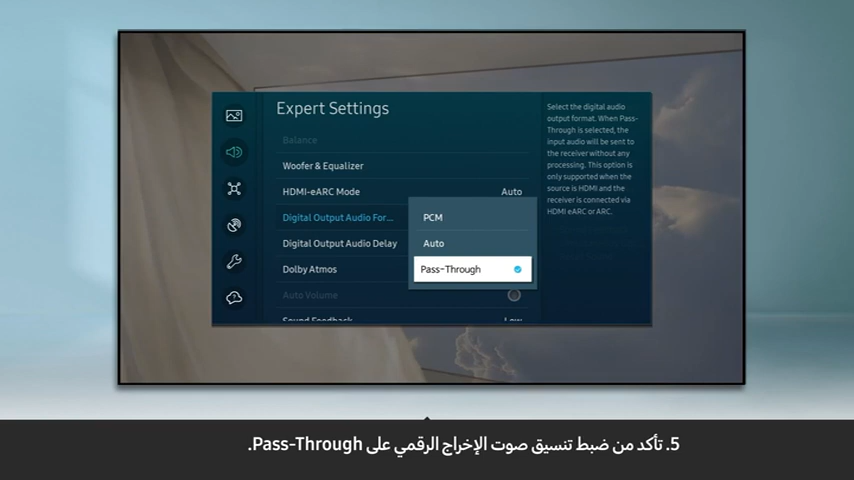 Expert Settings
Balance
Woofer & Equalizer
HDMI-eARC Mode Auto
Digital Output Audio For...
Digital Output Audio Delay
Dolby Atmos
Auto Volume
Sound Feedback Low
PCM
Auto
Pass-Through
Select the digital audio
output format. When Pass-
Through is selected, the
input audio will be sent to
the receiver without any
processing. This option is
only supported when the
source is HDMI and the
receiver is connected via
HDMI eARC or ARC.
5. تأكد من ضبط تنسيق صوت الإخراج الرقمي على Pass-Through.